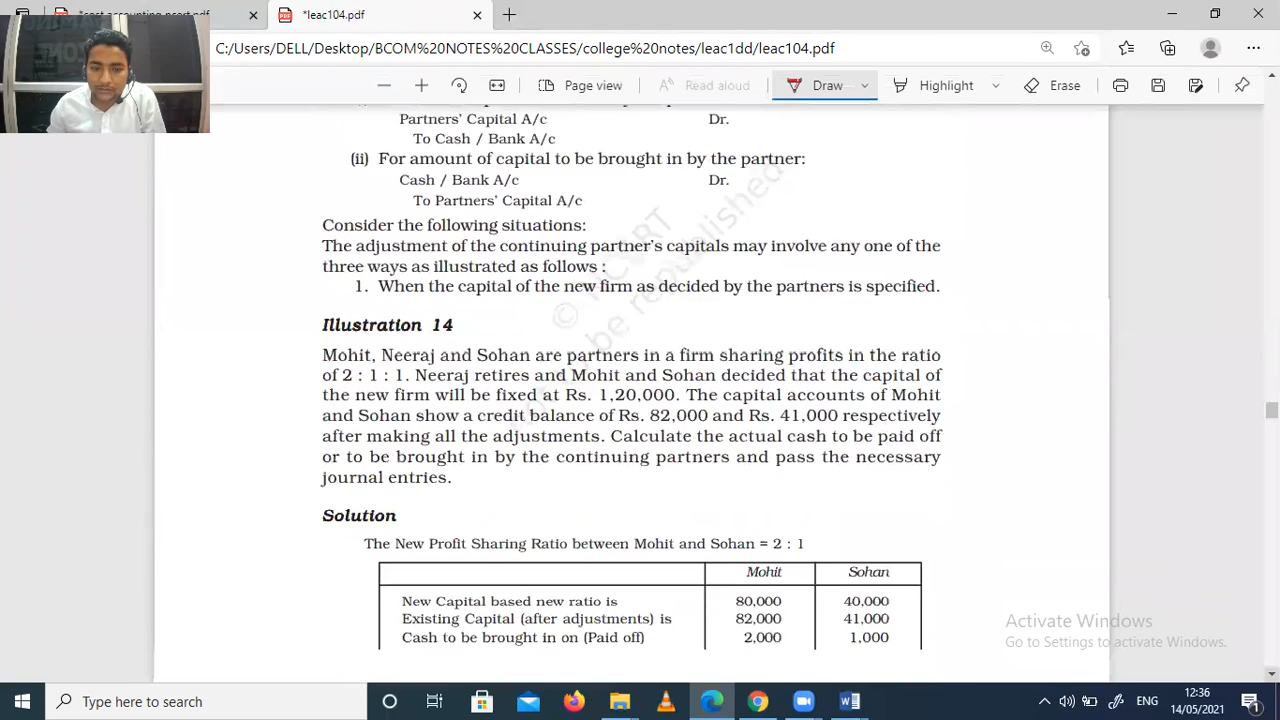 *leac104.pdf
C:/Users/DELL/Desktop/BCOM%20NOTES%20CLASSES/college%20notes/leac1dd/leac104.pdf
Page view
Read aloud
Draw
Highlight
Erase
Partners' Capital A/c Dr.
To Cash / Bank A/c
(ii) For amount of capital to be brought in by the partner:
Cash / Bank A/c Dr.
To Partners' Capital A/c
Consider the following situations:
The adjustment of the continuing partner's capitals may involve any one of the
three ways as illustrated as follows :
1. When the capital of the new firm as decided by the partners is specified.
Illustration 14
Mohit, Neeraj and Sohan are partners in a firm sharing profits in the ratio
of 2 : 1 : 1. Neeraj retires and Mohit and Sohan decided that the capital of
the new firm will be fixed at Rs. 1,20,000. The capital accounts of Mohit
and Sohan show a credit balance of Rs. 82,000 and Rs. 41,000 respectively
after making all the adjustments. Calculate the actual cash to be paid off
or to be brought in by the continuing partners and pass the necessary
journal entries.
Solution
The New Profit Sharing Ratio between Mohit and Sohan = 2 : 1
Mohit Sohan
New Capital based new ratio is 80,000 40,000
Existing Capital (after adjustments) is 82,000 41,000
Cash to be brought in on (Paid off) 2,000 1,000
Activate Windows
Go to Settings to activate Windows.
Type here to search
ENG
12:36
14/05/2021